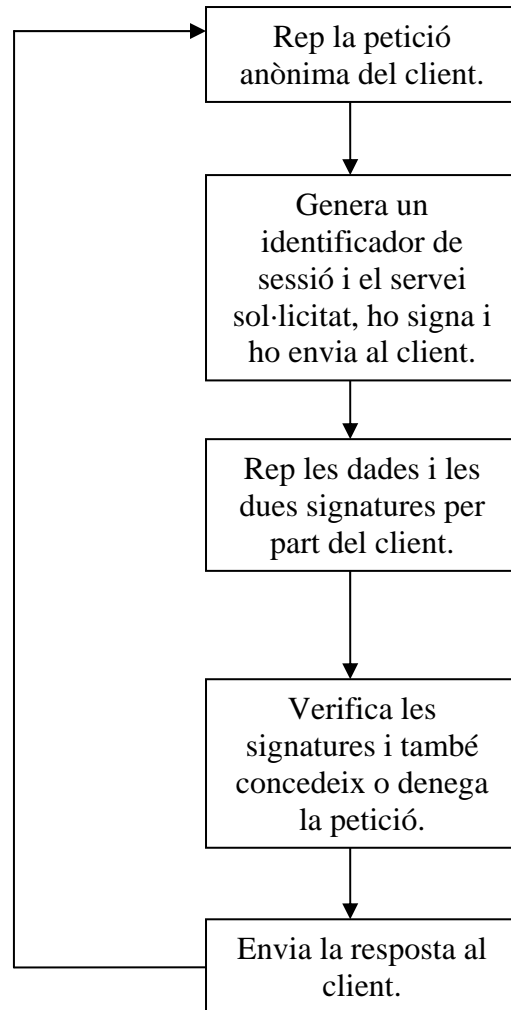 Rep la petició
anònima del client.
Genera un
identificador de
sessió i el servei
sol·licitat, ho signa i
ho envia al client.
Rep les dades i les
dues signatures per
part del client.
Verifica les
signatures i també
concedeix o denega
la petició.
Envia la resposta al
client.